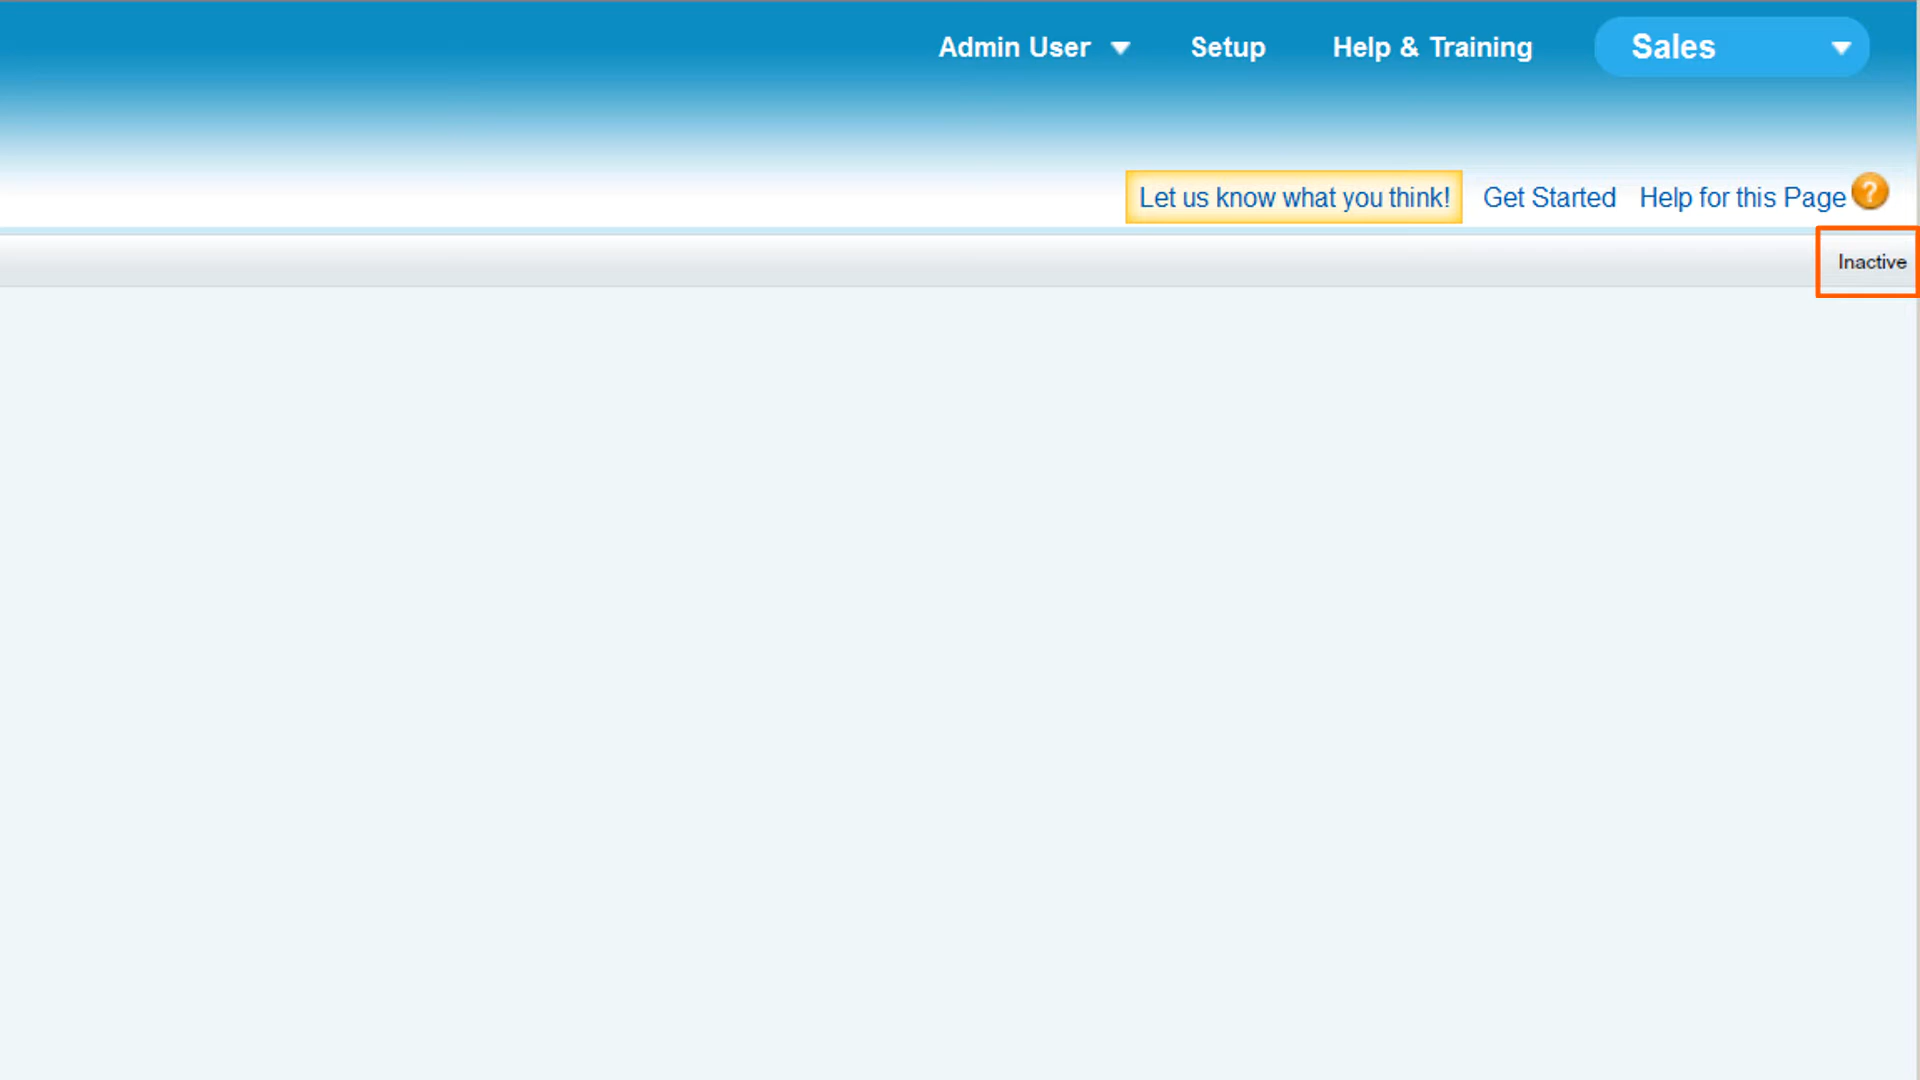 Admin User Setup Help & Training Sales
Let us know what you think! Get Started Help for this Page ?
Inactive